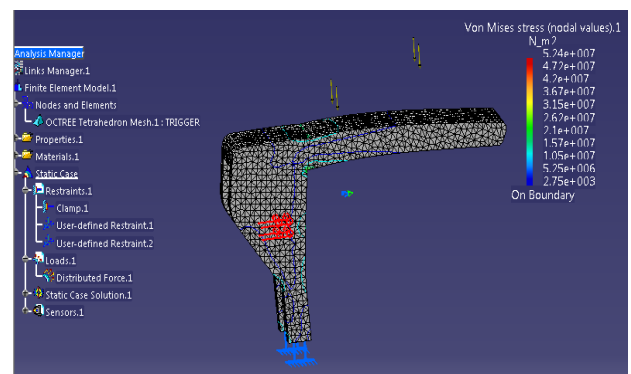 Von Mises stress (nodal values).1
N_m2
5.24e+007
4.72e+007
4.2e+007
3.67e+007
3.15e+007
2.62e+007
2.1e+007
1.57e+007
1.05e+007
5.25e+006
2.75e+003
On Boundary
Analysis Manager
Links Manager.1
Finite Element Model.1
Nodes and Elements
OCTREE Tetrahedron Mesh.1 : TRIGGER
Properties.1
Materials.1
Static Case
Restraints.1
Clamp.1
User-defined Restraint.1
User-defined Restraint.2
Loads.1
Distributed Force.1
Static Case Solution.1
Sensors.1